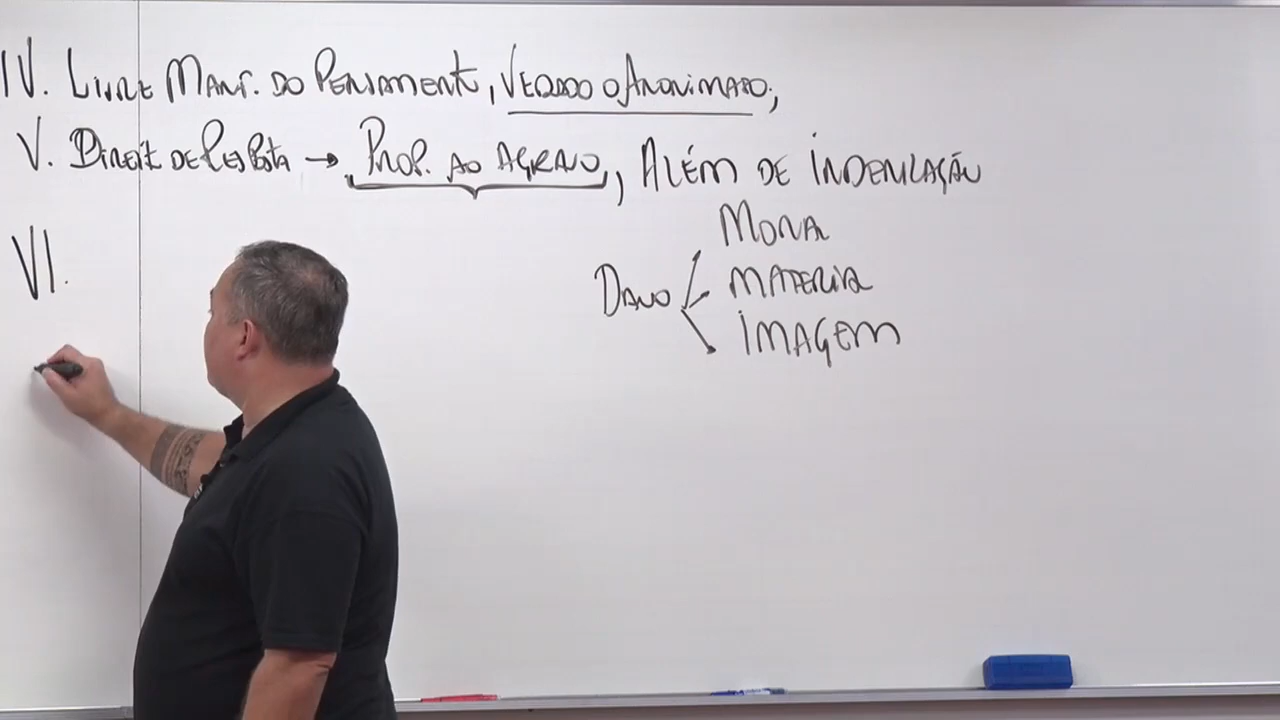 IV. LIVRE MANI. DO PENSAMENTO, VEDADO O ANONIMATO;
V. DIREITO DE RESPOSTA → PROP. AO AGRAVO, ALÉM DE INDENIZAÇÃO
MORAL
DANO MATERIAL
IMAGEM
VI.